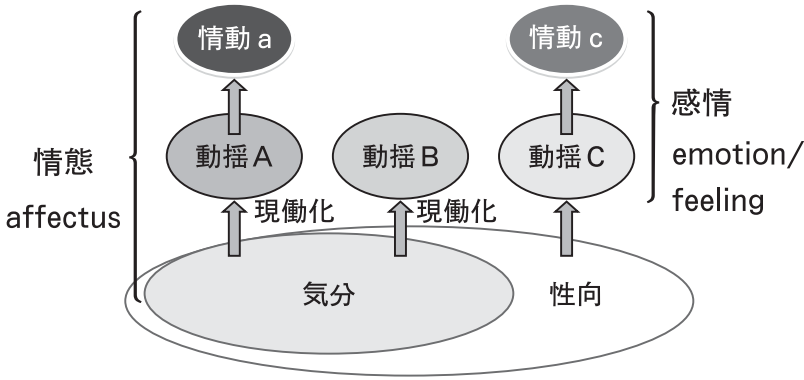 情動 a
情動 c
感情
emotion/
feeling
情態
affectus
動揺 A
動揺 B
動揺 C
現働化
現働化
気分
性向